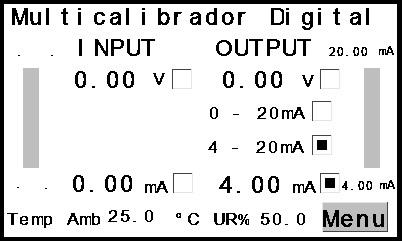 Multicalibrador Digital
. . INPUT OUTPUT 20.00 mA
0.00 V 0.00 V
0 - 20mA
4 - 20mA
. . 0.00 mA 4.00 mA 4.00 mA
Temp Amb 25.0 °C UR% 50.0 Menu